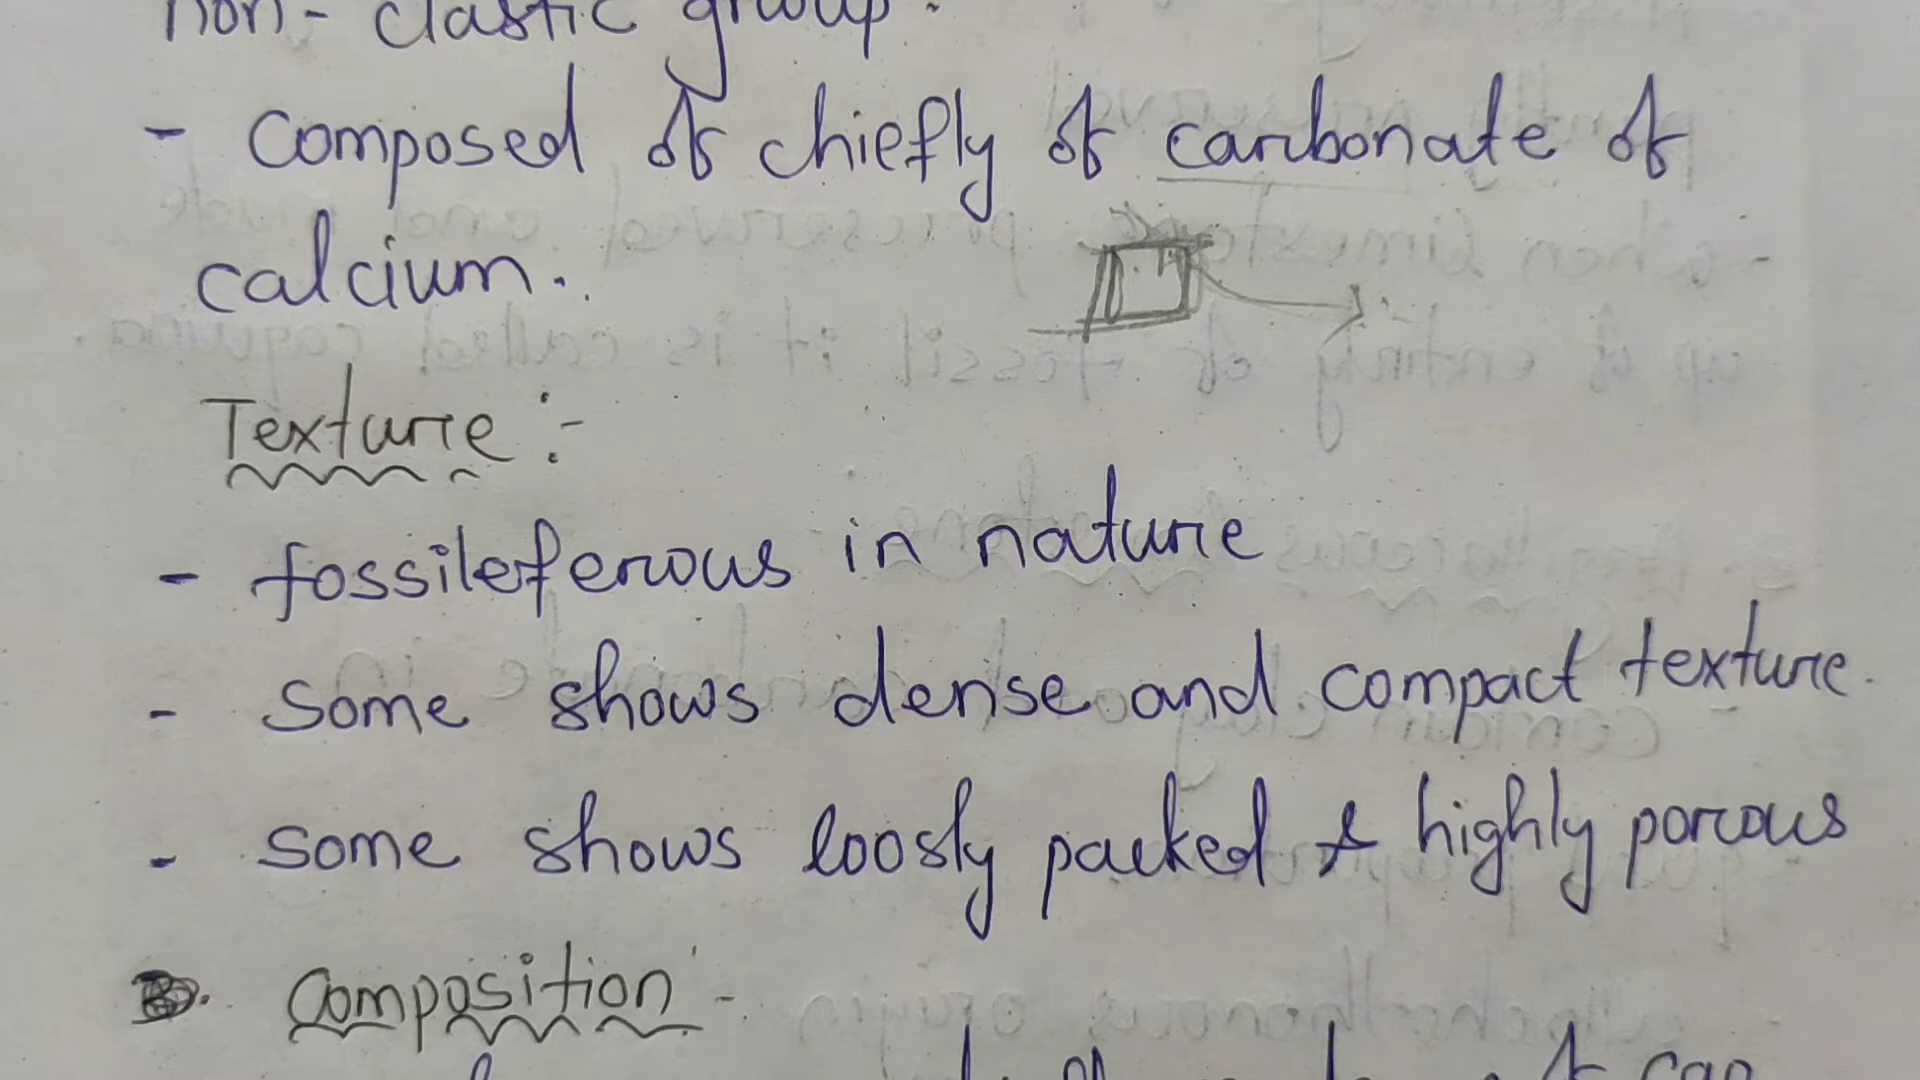 non-clastic group.
- composed of chiefly of carbonate of
calcium.
Texture :-
- fossileferous in nature
- some shows dense and compact texture.
- some shows loosly packed & highly porous
Composition :-